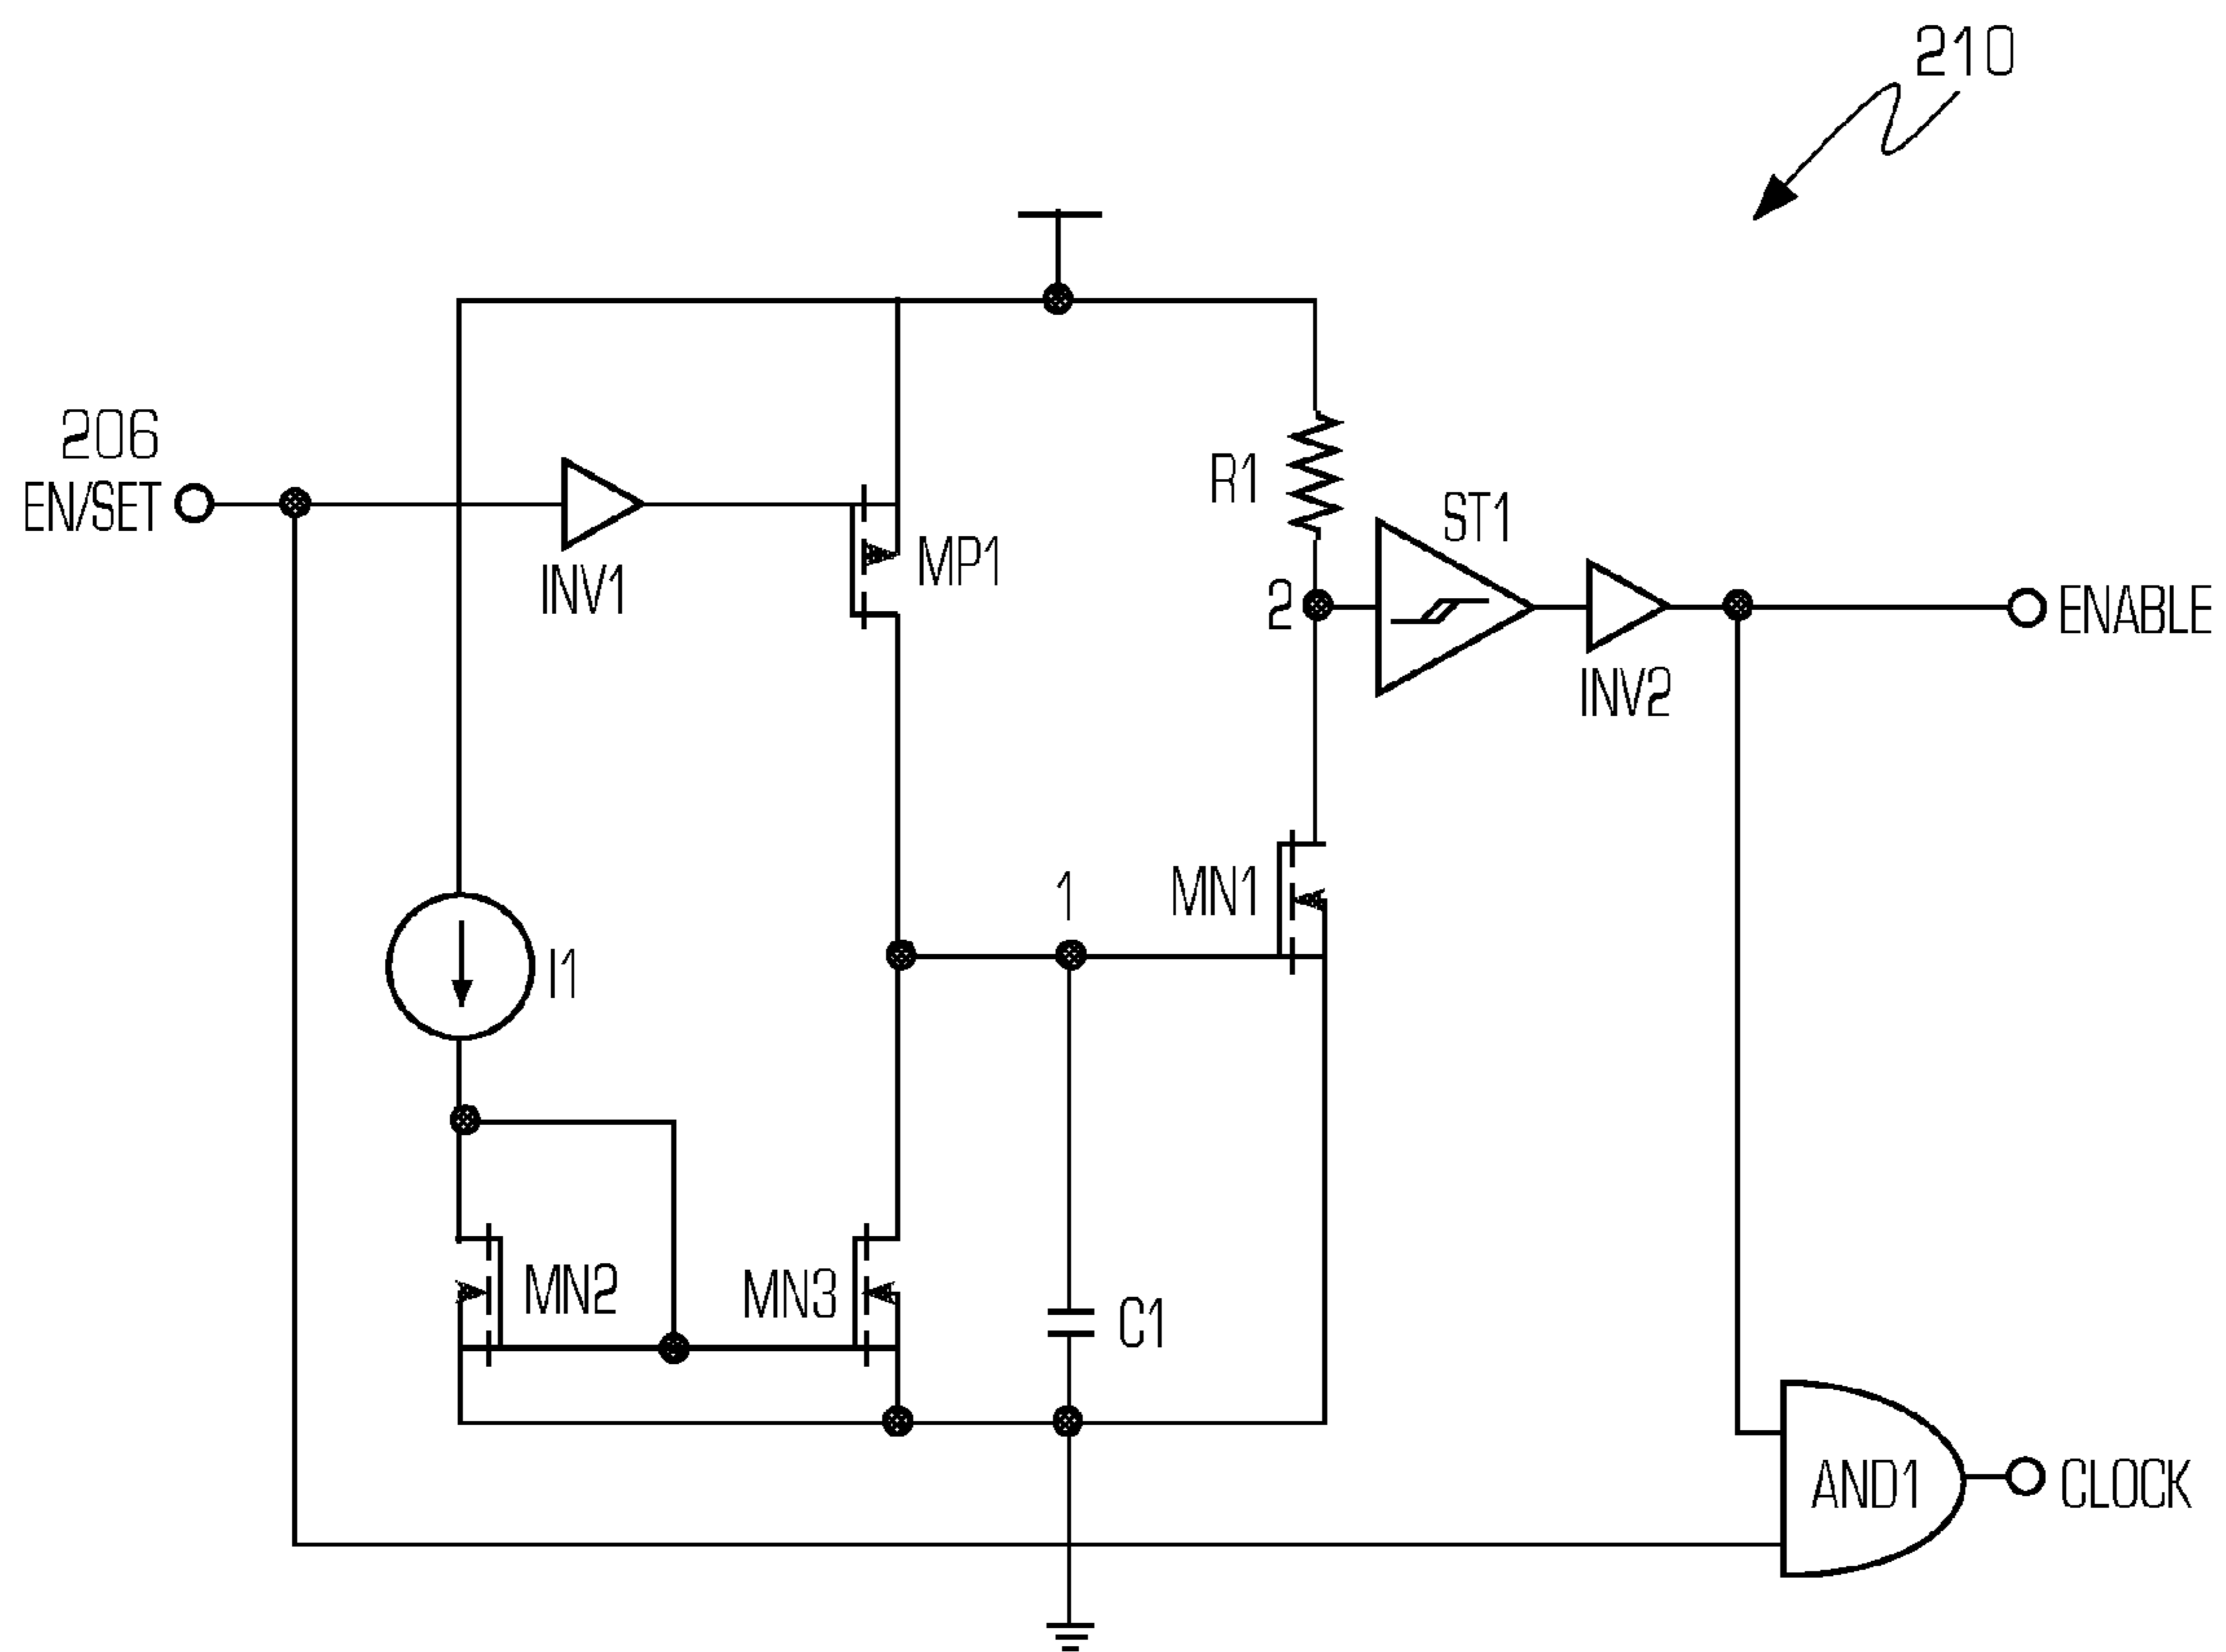 210
206
EN/SET
INV1
MP1
R1
ST1
2
INV2
ENABLE
I1
1
MN1
MN2
MN3
C1
AND1
CLOCK